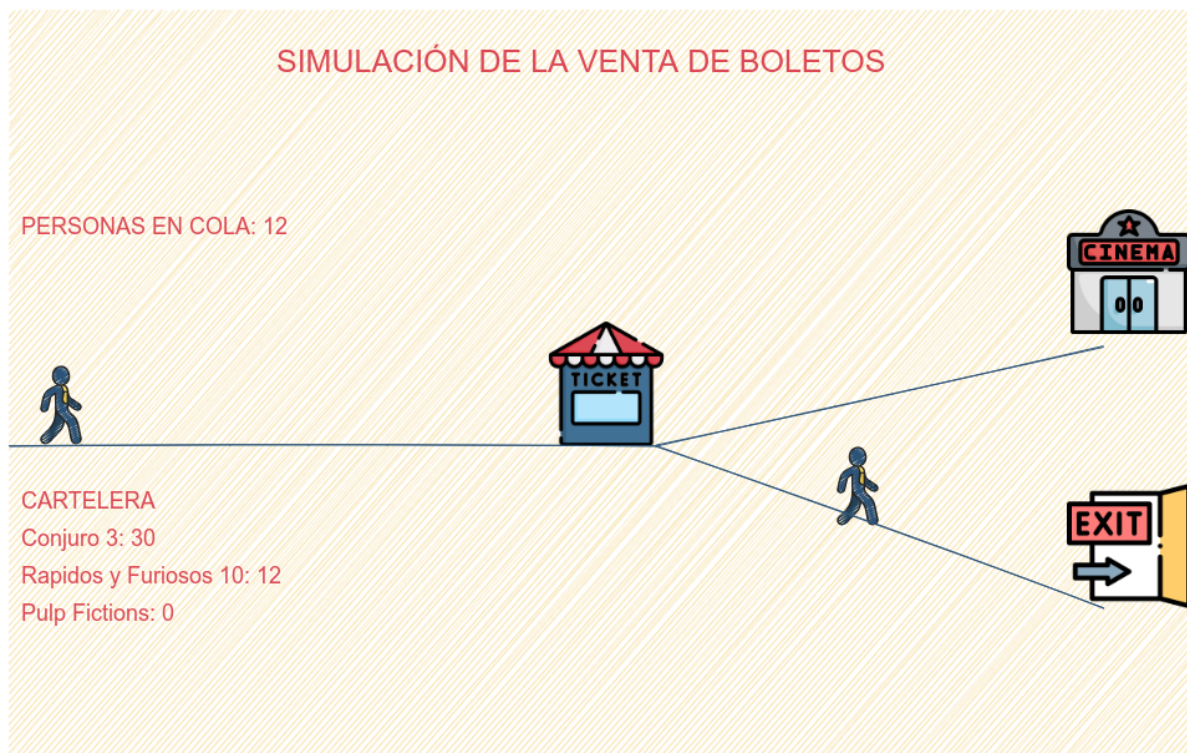 SIMULACIÓN DE LA VENTA DE BOLETOS
PERSONAS EN COLA: 12
CINEMA
TICKET
CARTELERA
Conjuro 3: 30
EXIT
Rapidos y Furiosos 10: 12
Pulp Fictions: 0